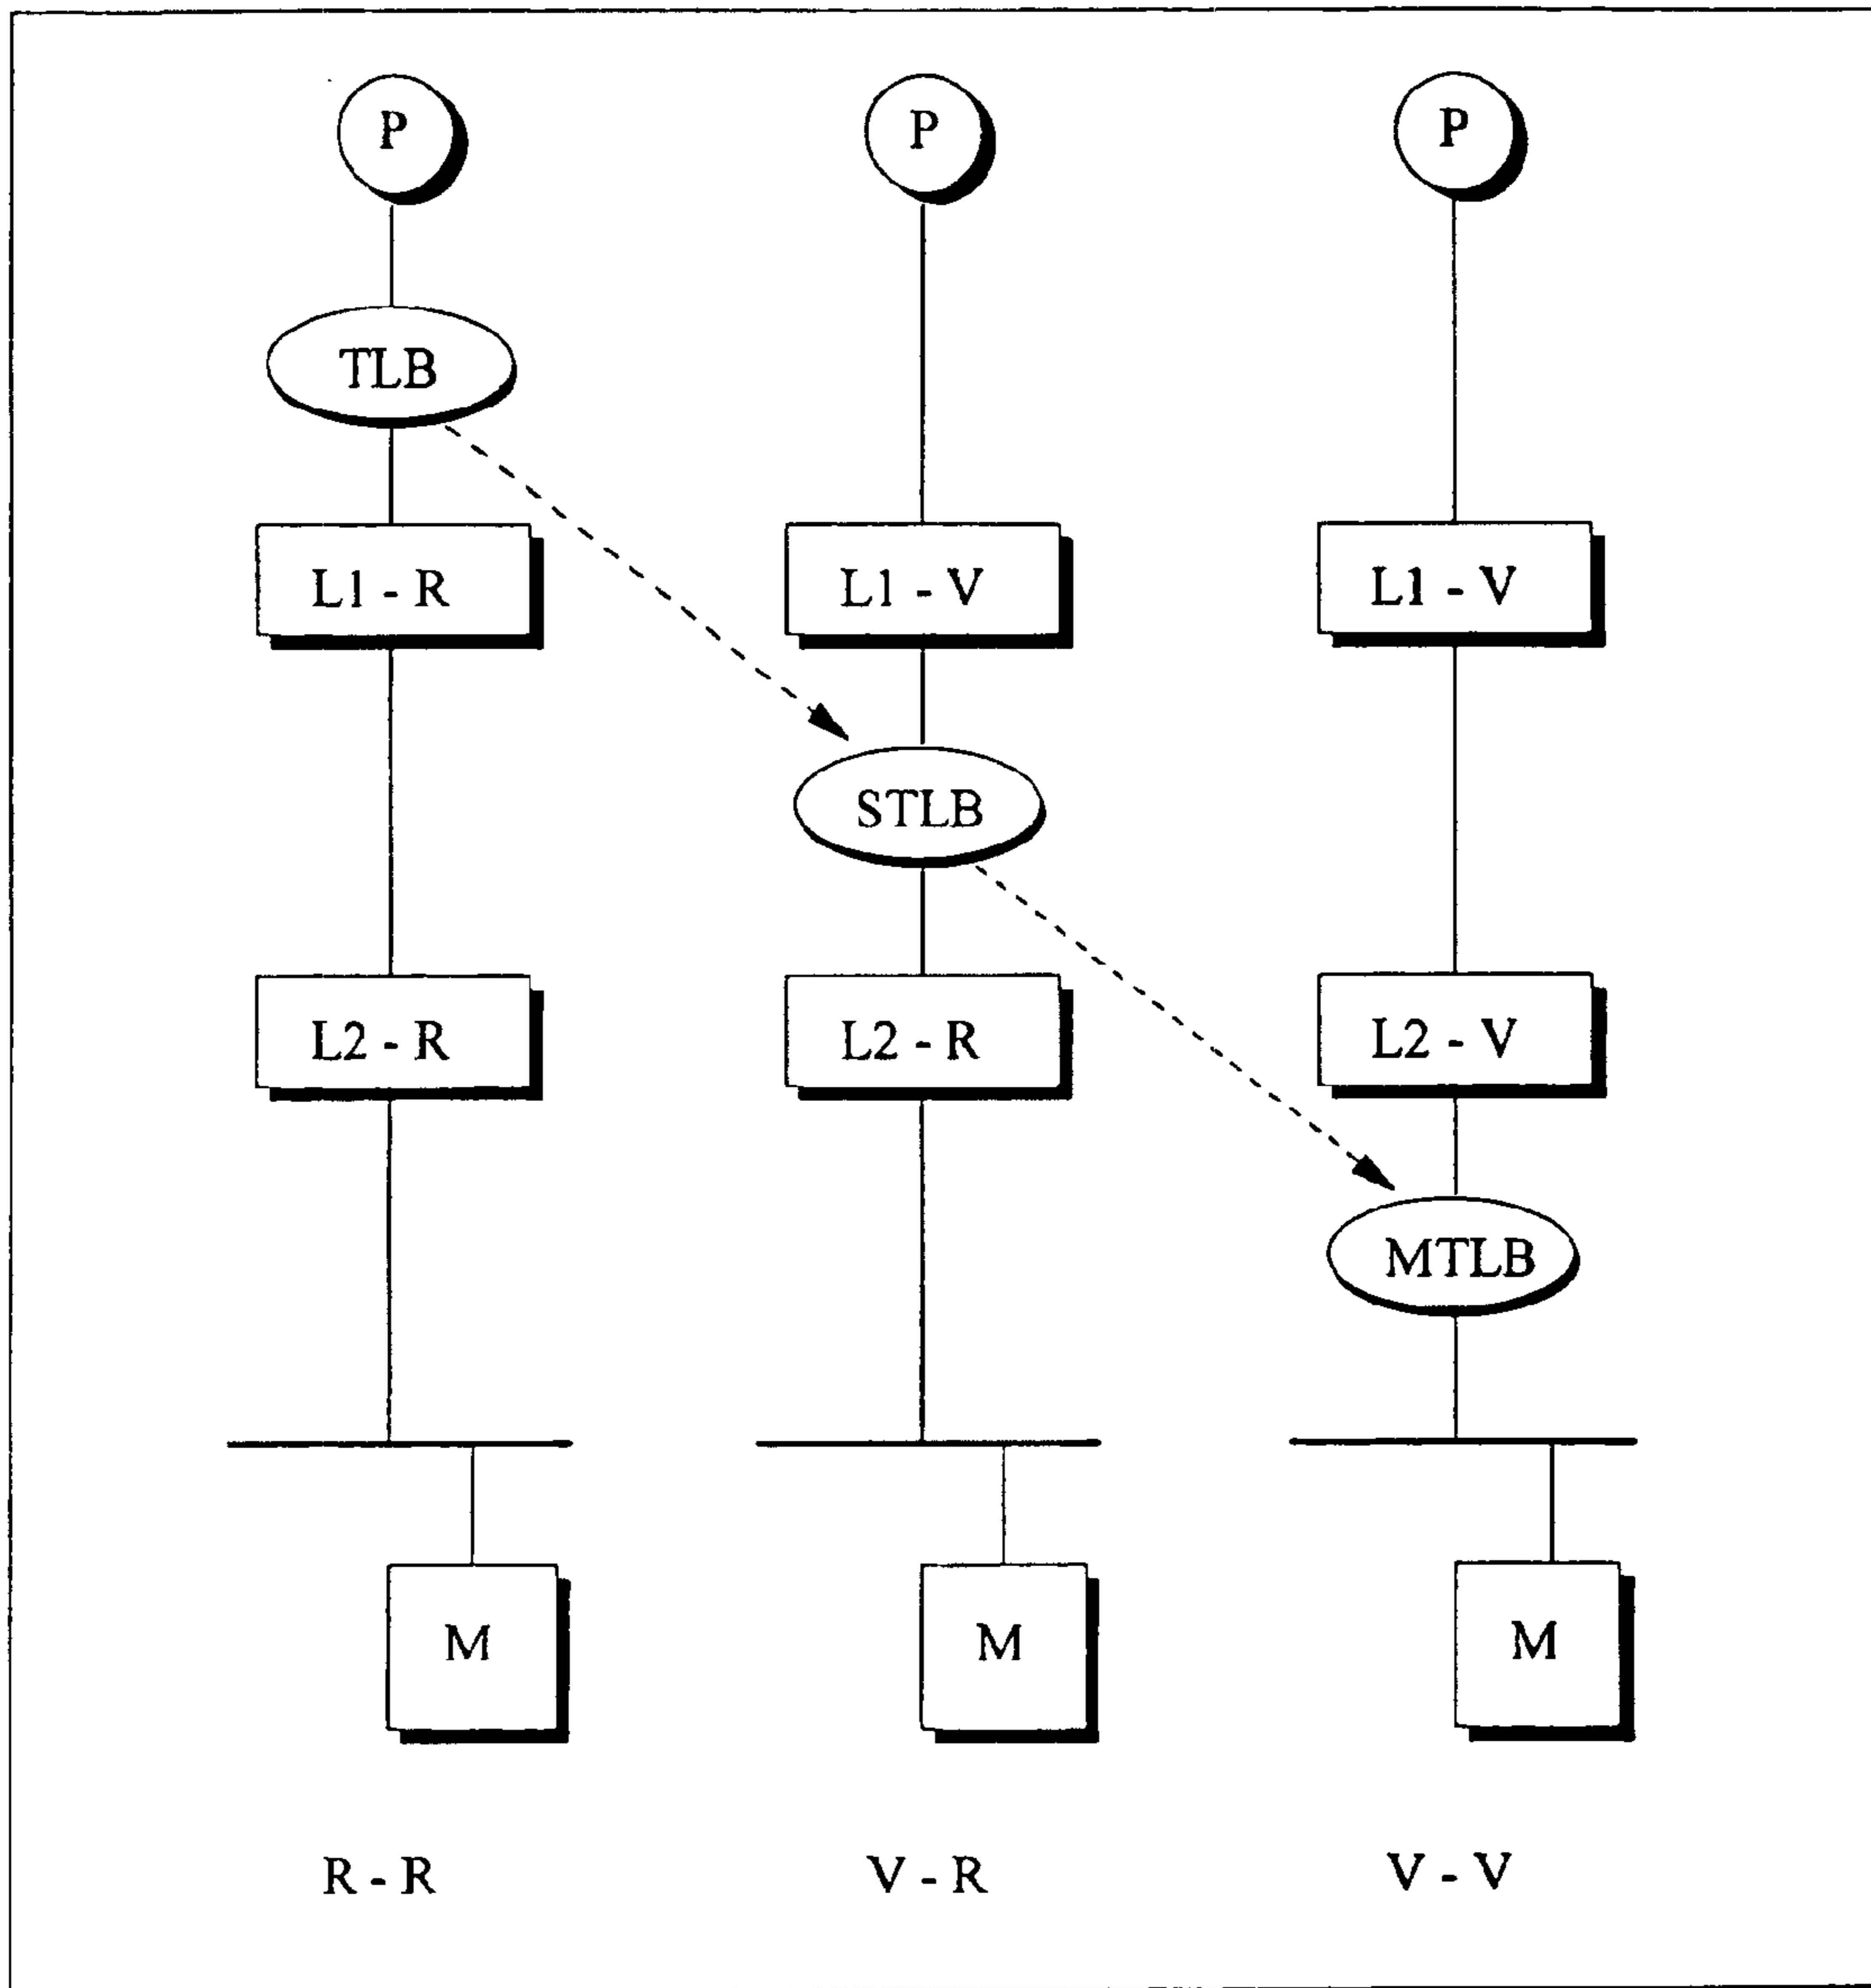 P P P
TLB
L1 - R L1 - V L1 - V
STLB
L2 - R L2 - R L2 - V
MTLB
M M M
R - R V - R V - V